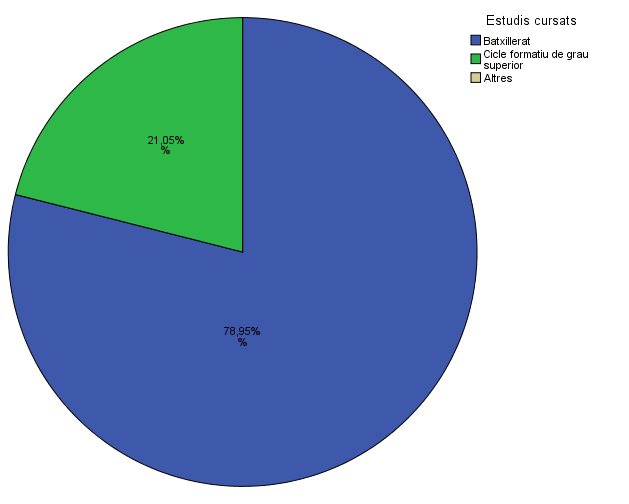 Estudis cursats
Batxillerat
Cicle formatiu de grau
superior
Altres
21,05%
%
78,95%
%